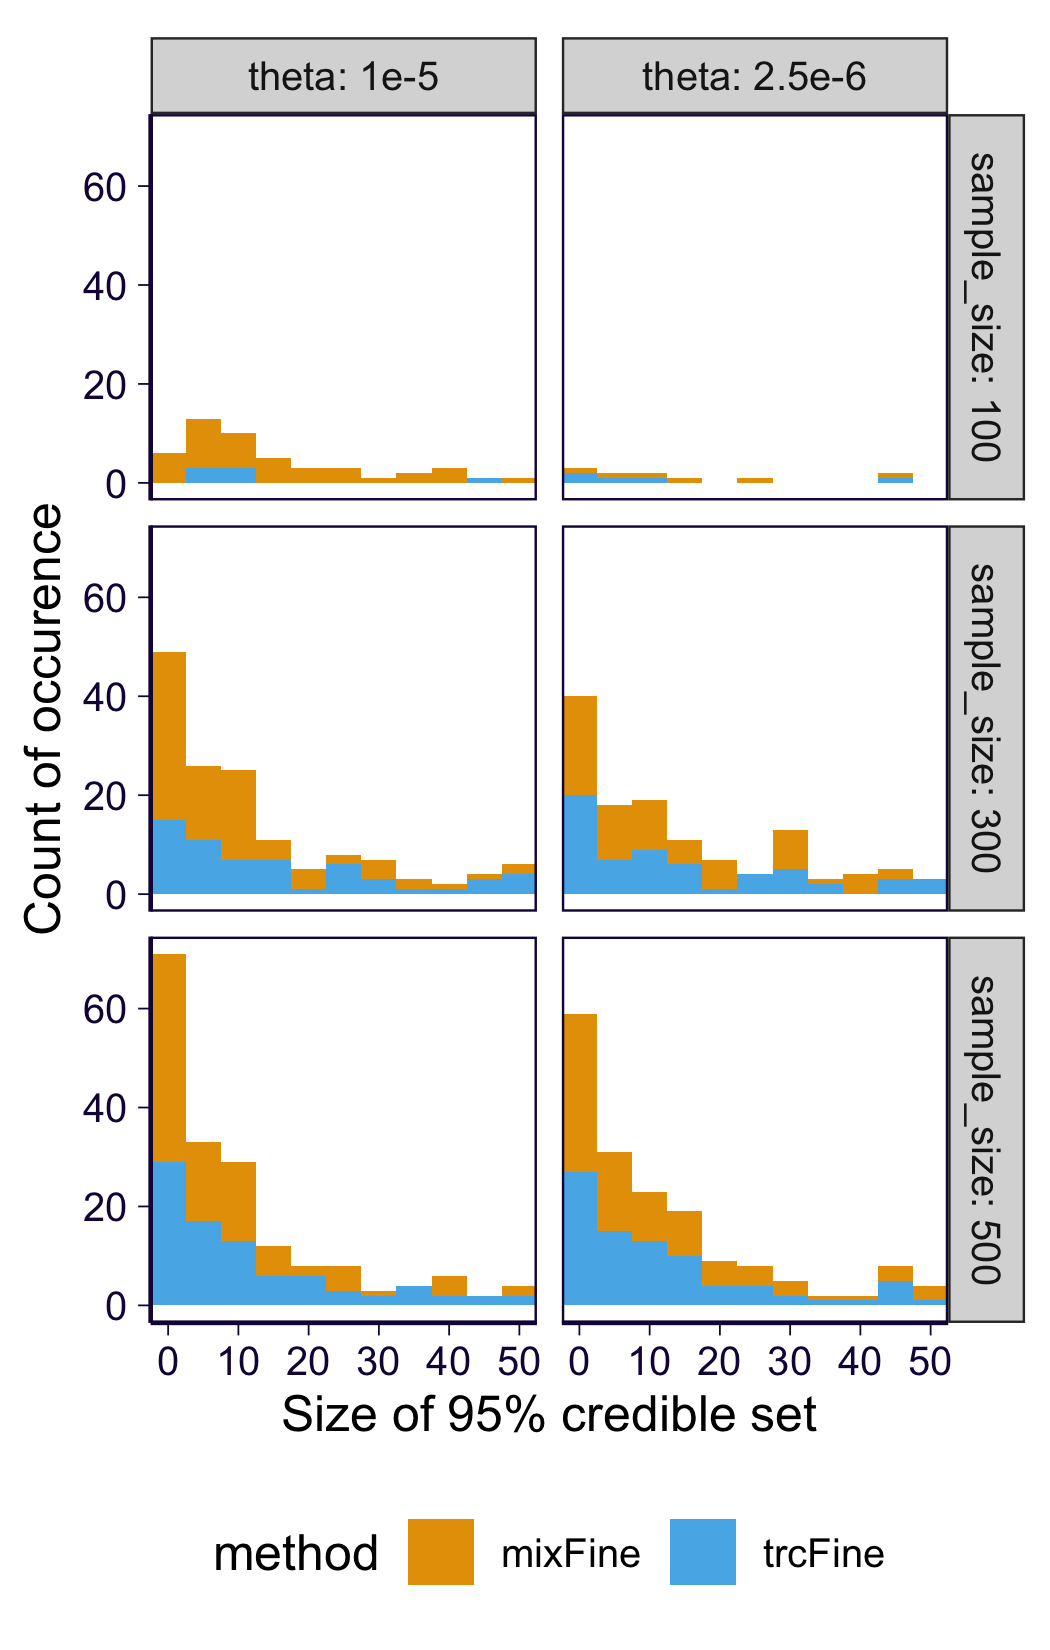 theta: 1e-5
theta: 2.5e-6
60
40
20
0
sample_size: 100
60
40
20
0
sample_size: 300
60
40
20
0
sample_size: 500
Count of occurence
0 10 20 30 40 50
0 10 20 30 40 50
Size of 95% credible set
method mixFine trcFine